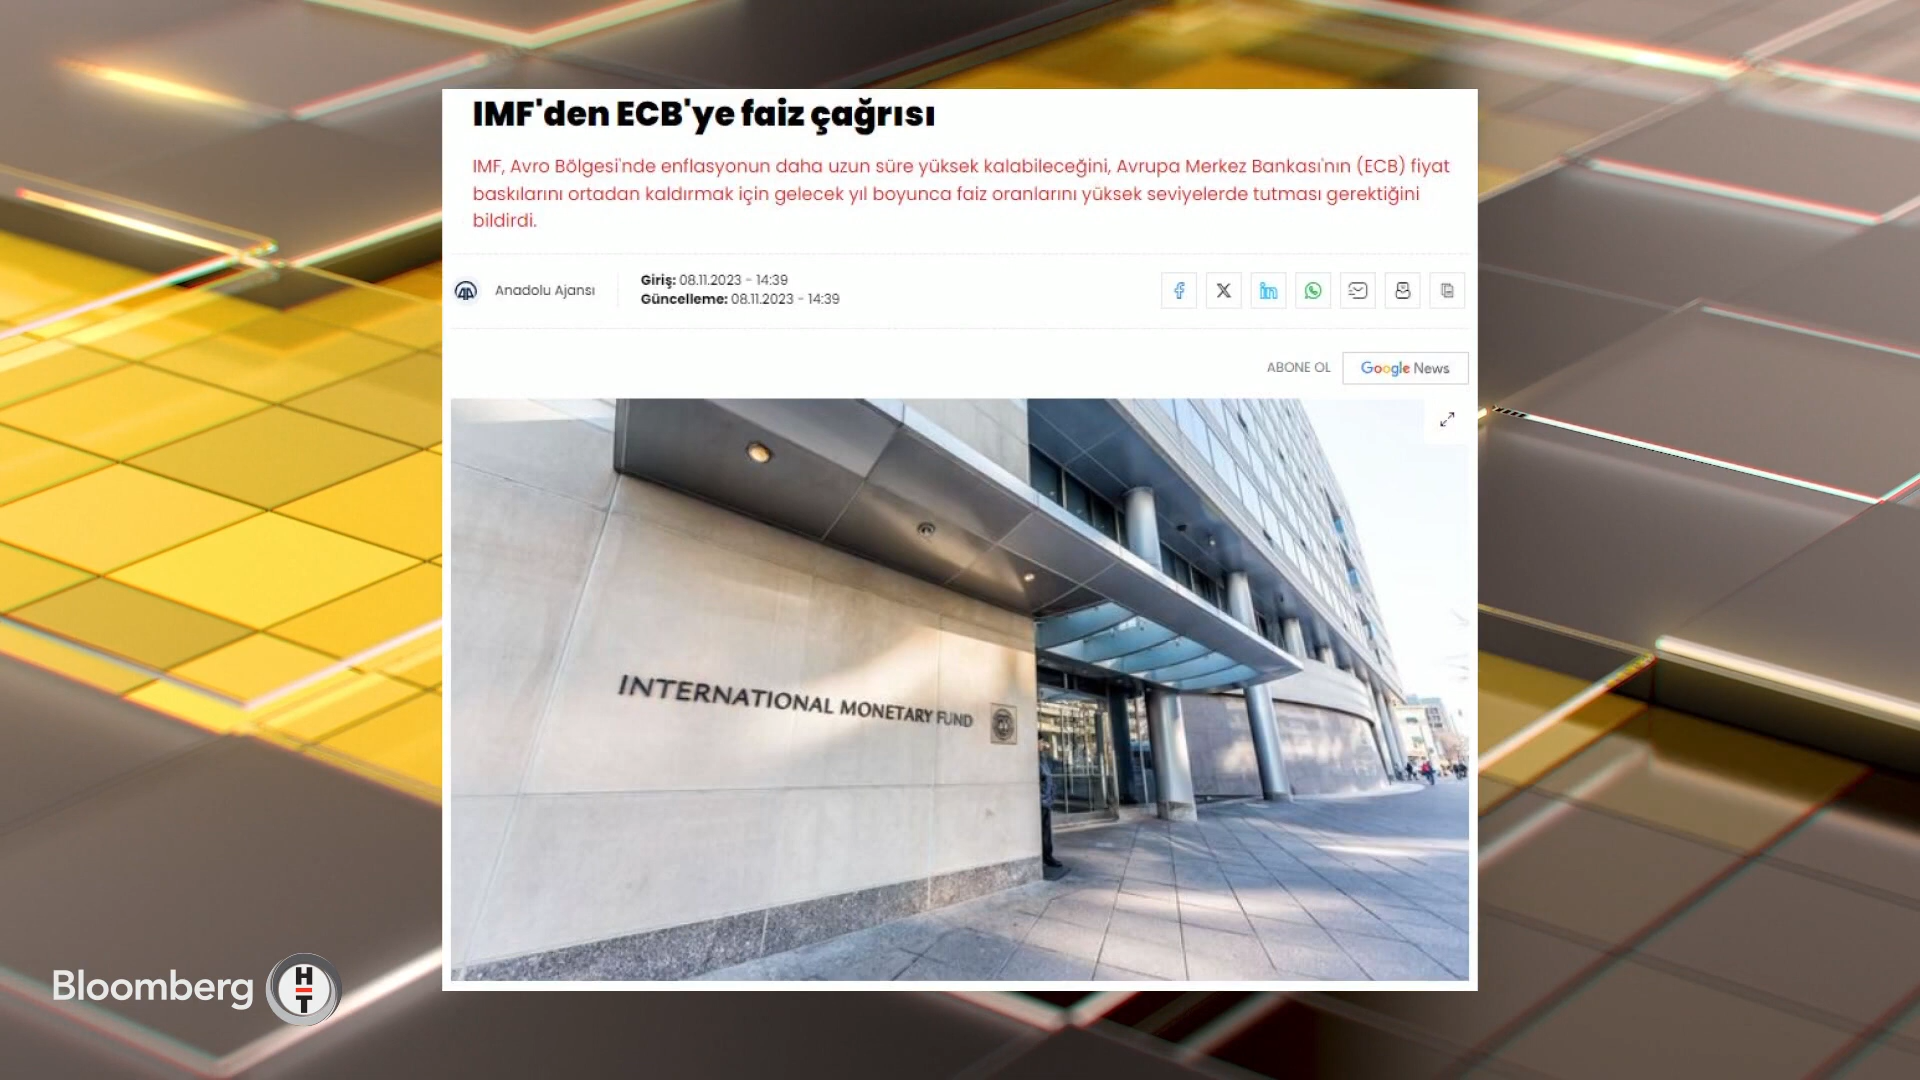 IMF'den ECB'ye faiz çağrısı
IMF, Avro Bölgesi'nde enflasyonun daha uzun süre yüksek kalabileceğini, Avrupa Merkez Bankası'nın (ECB) fiyat
baskılarını ortadan kaldırmak için gelecek yıl boyunca faiz oranlarını yüksek seviyelerde tutması gerektiğini
bildirdi.
AA
Anadolu Ajansı
Giriş: 08.11.2023 - 14:39
Güncelleme: 08.11.2023 - 14:39
ABONE OL
Google News
INTERNATIONAL MONETARY FUND
Bloomberg HT